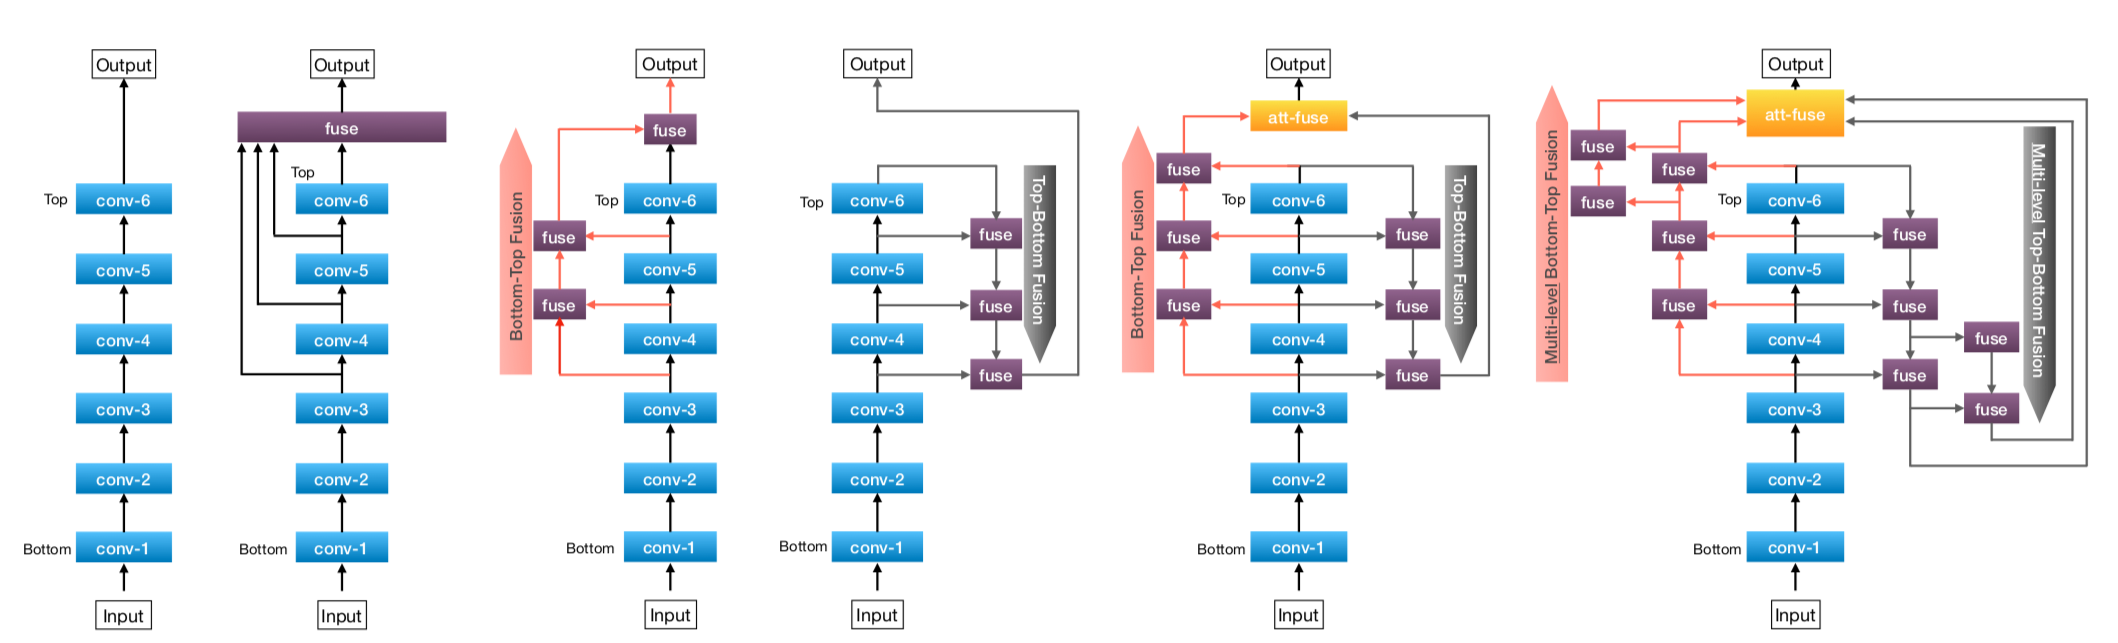 Output
Top
conv-6
conv-5
conv-4
conv-3
conv-2
Bottom
conv-1
Input
Output
fuse
Top
conv-6
conv-5
conv-4
conv-3
conv-2
Bottom
conv-1
Input
Output
fuse
Bottom-Top Fusion
Top
conv-6
fuse
conv-5
fuse
conv-4
conv-3
conv-2
Bottom
conv-1
Input
Output
Top
conv-6
fuse
conv-5
fuse
conv-4
fuse
Top-Bottom Fusion
conv-3
conv-2
Bottom
conv-1
Input
Output
att-fuse
Bottom-Top Fusion
fuse
Top
conv-6
fuse
fuse
conv-5
fuse
fuse
conv-4
fuse
Top-Bottom Fusion
conv-3
conv-2
Bottom
conv-1
Input
Output
att-fuse
Multi-level Bottom-Top Fusion
fuse
fuse
fuse
Top
conv-6
fuse
fuse
conv-5
fuse
fuse
conv-4
fuse
fuse
fuse
Multi-level Top-Bottom Fusion
conv-3
conv-2
Bottom
conv-1
Input